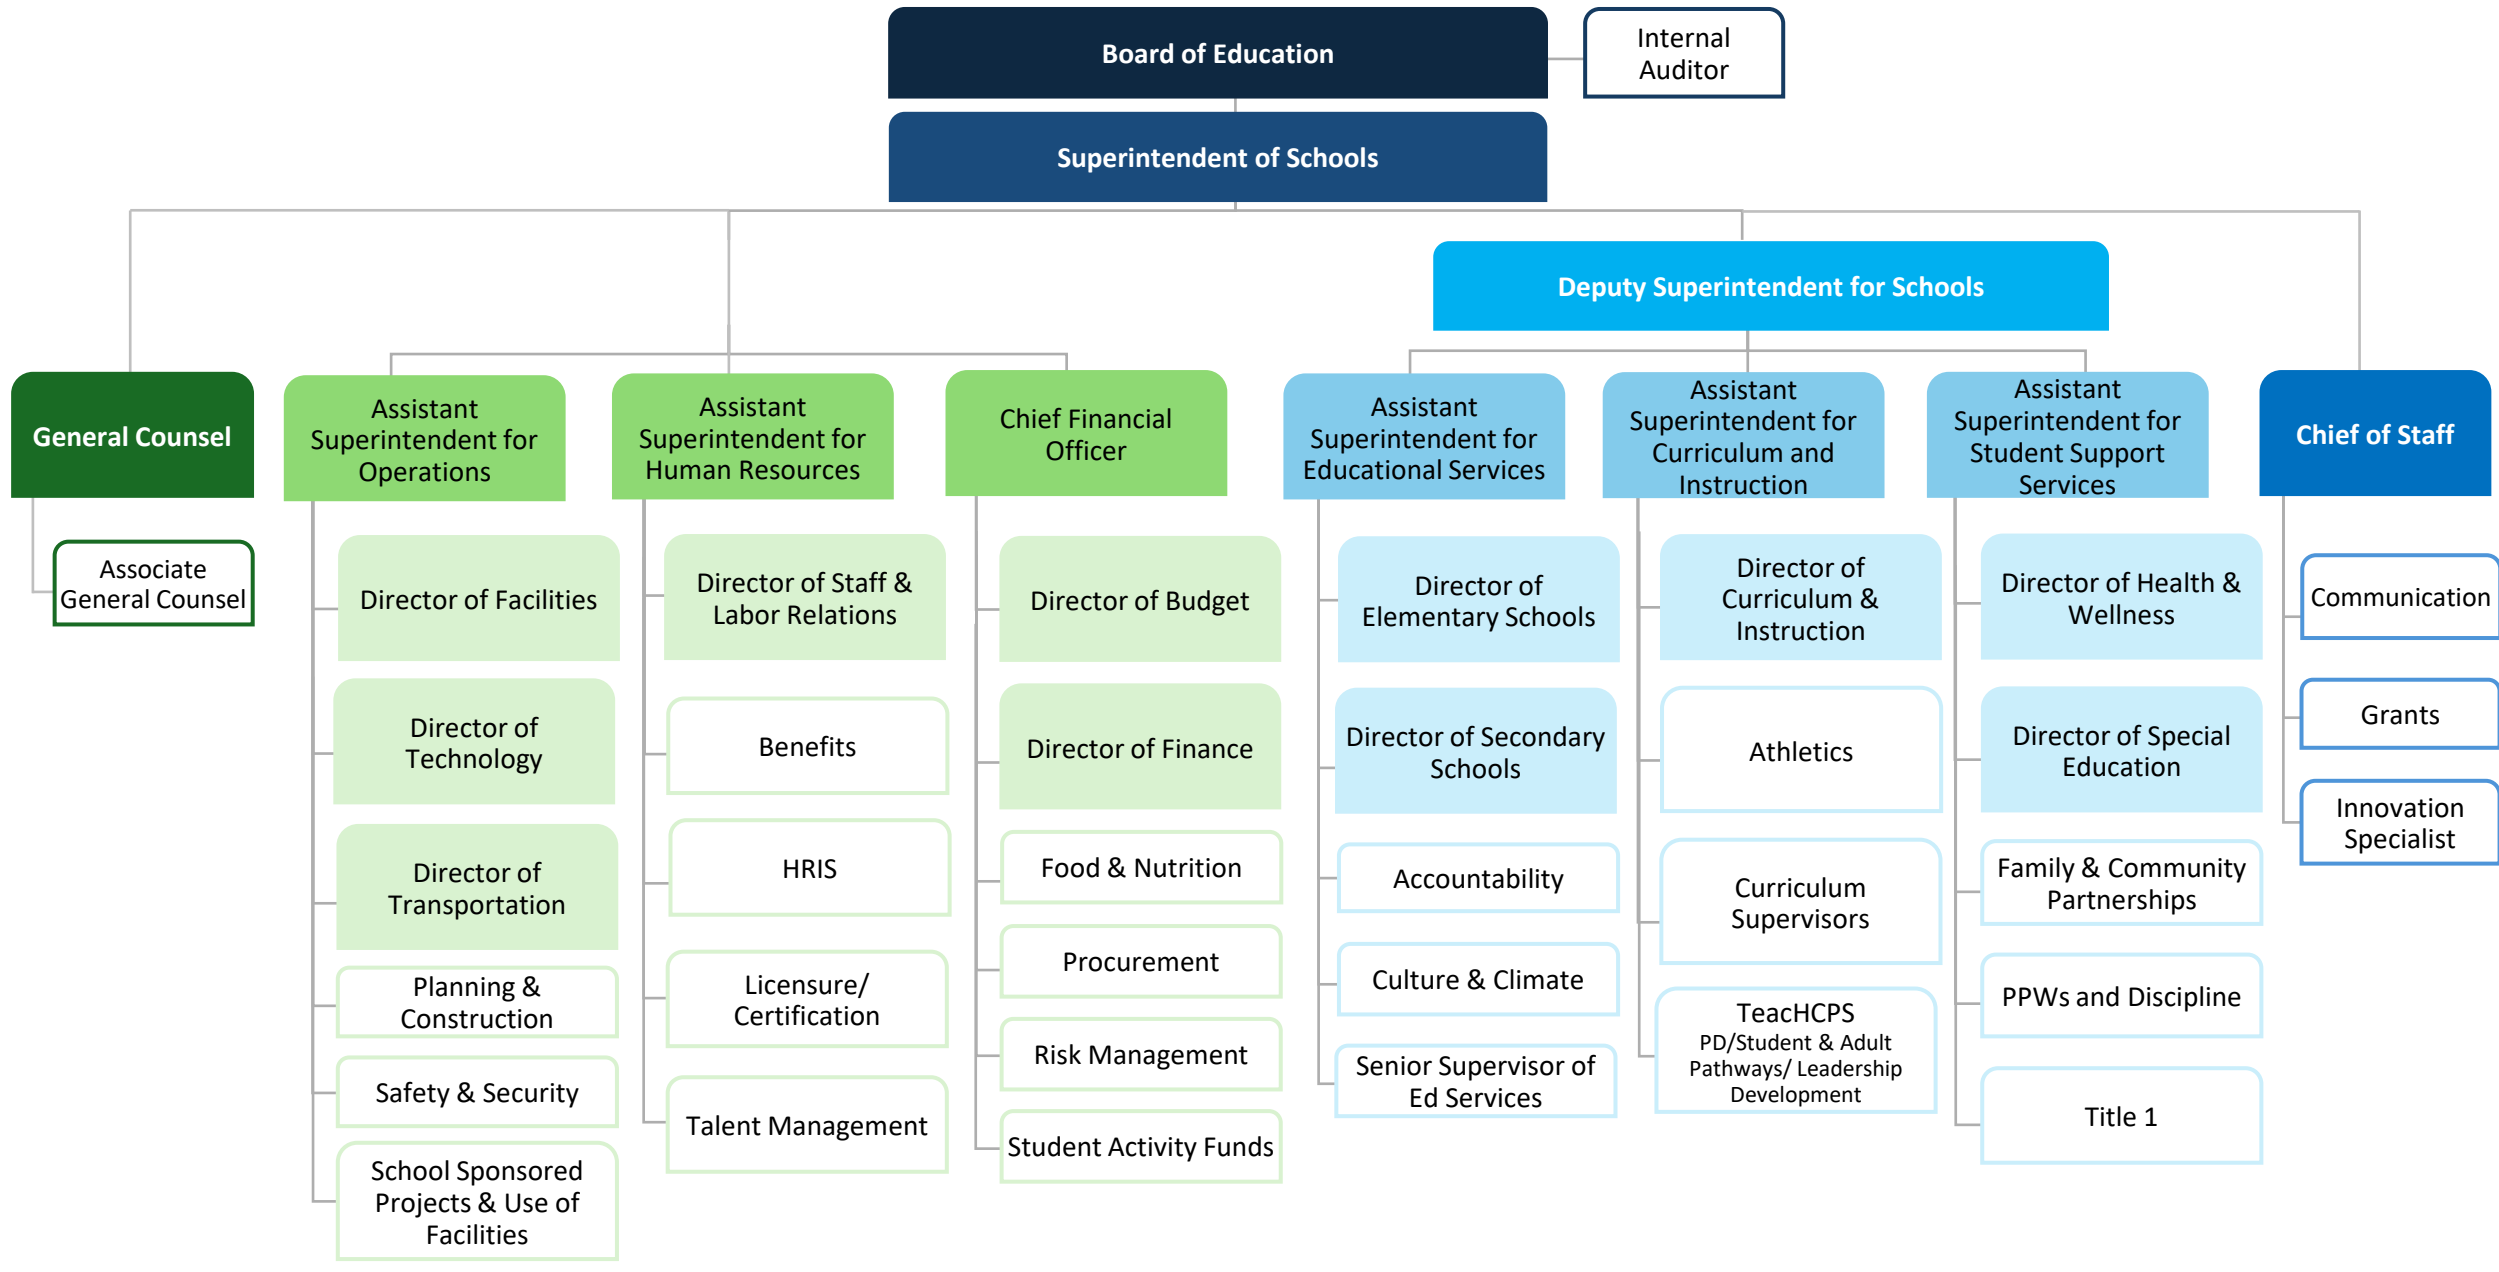 Board of Education
Internal
Auditor
Superintendent of Schools
Deputy Superintendent for Schools
General Counsel
Associate
General Counsel
Assistant
Superintendent for
Operations
Director of Facilities
Director of
Technology
Director of
Transportation
Planning &
Construction
Safety & Security
School Sponsored
Projects & Use of
Facilities
Assistant
Superintendent for
Human Resources
Director of Staff &
Labor Relations
Benefits
HRIS
Licensure/
Certification
Talent Management
Chief Financial
Officer
Director of Budget
Director of Finance
Food & Nutrition
Procurement
Risk Management
Student Activity Funds
Assistant
Superintendent for
Educational Services
Director of
Elementary Schools
Director of Secondary
Schools
Accountability
Culture & Climate
Senior Supervisor of
Ed Services
Assistant
Superintendent for
Curriculum and
Instruction
Director of
Curriculum &
Instruction
Athletics
Curriculum
Supervisors
TeacHCPS
PD/Student & Adult
Pathways/ Leadership
Development
Assistant
Superintendent for
Student Support
Services
Director of Health &
Wellness
Director of Special
Education
Family & Community
Partnerships
PPWs and Discipline
Title 1
Chief of Staff
Communication
Grants
Innovation
Specialist